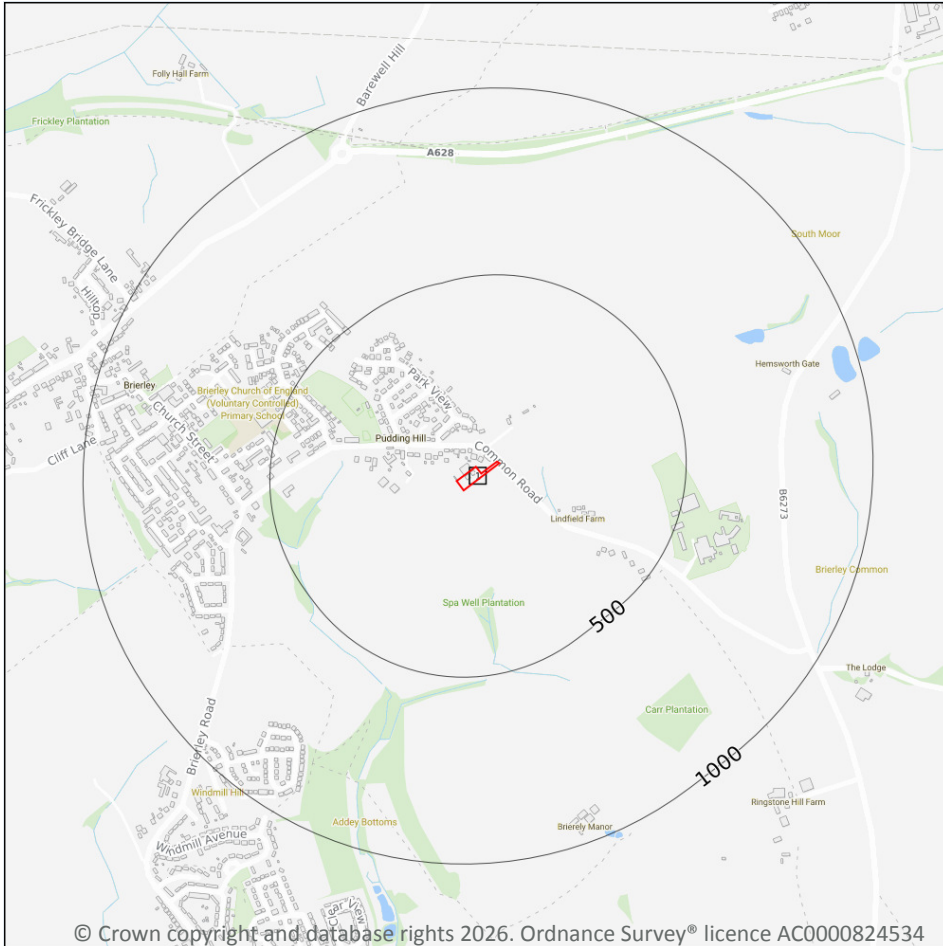 Barewell Hill
Folly Hall Farm
Frickley Plantation
A628
Frickley Bridge Lane
South Moor
Hilltop
Hemsworth Gate
Park View
Brierley
Brierley Church of England
(Voluntary Controlled)
Primary School
Church Street
Pudding Hill
Cliff Lane
Common Road
B6273
Lindfield Farm
Brierley Common
Spa Well Plantation
500
The Lodge
Carr Plantation
Brierley Road
1000
Windmill Hill
Ringstone Hill Farm
Addey Bottoms
Brierely Manor
Windmill Avenue
Clear View
© Crown copyright and database rights 2026. Ordnance Survey® licence AC0000824534